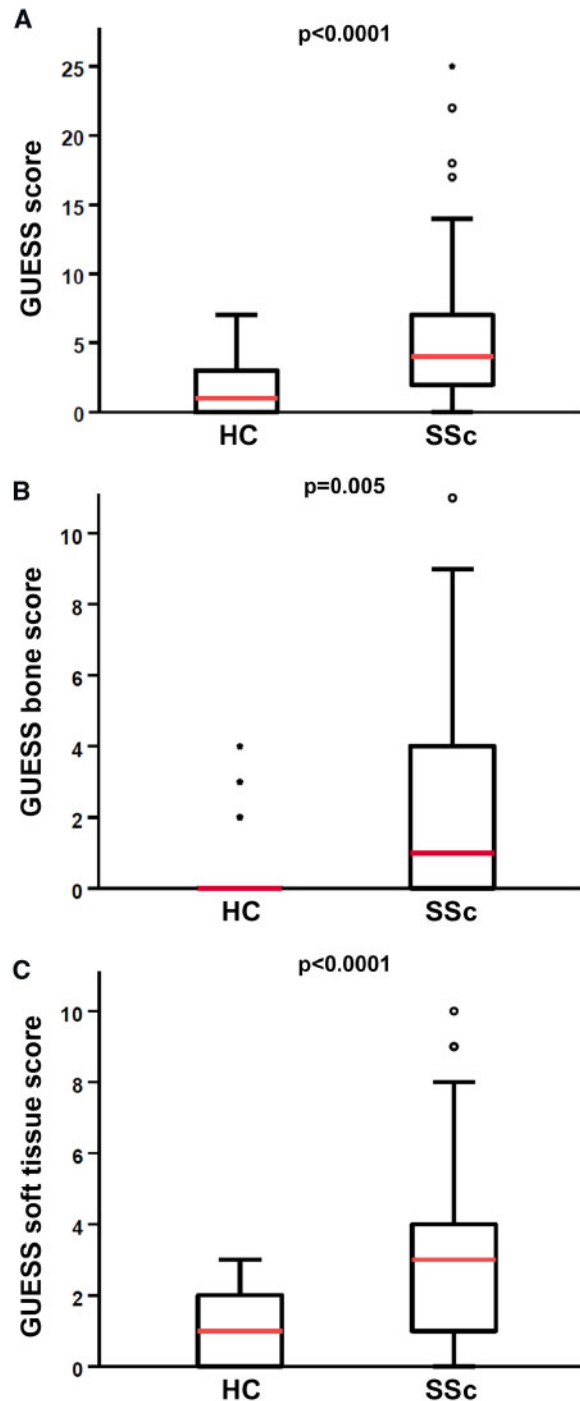 A
p<0.0001
GUESS score
25
20
15
10
5
0
HC SSc
B
p=0.005
GUESS bone score
10
8
6
4
2
0
HC SSc
C
p<0.0001
GUESS soft tissue score
10
8
6
4
2
0
HC SSc